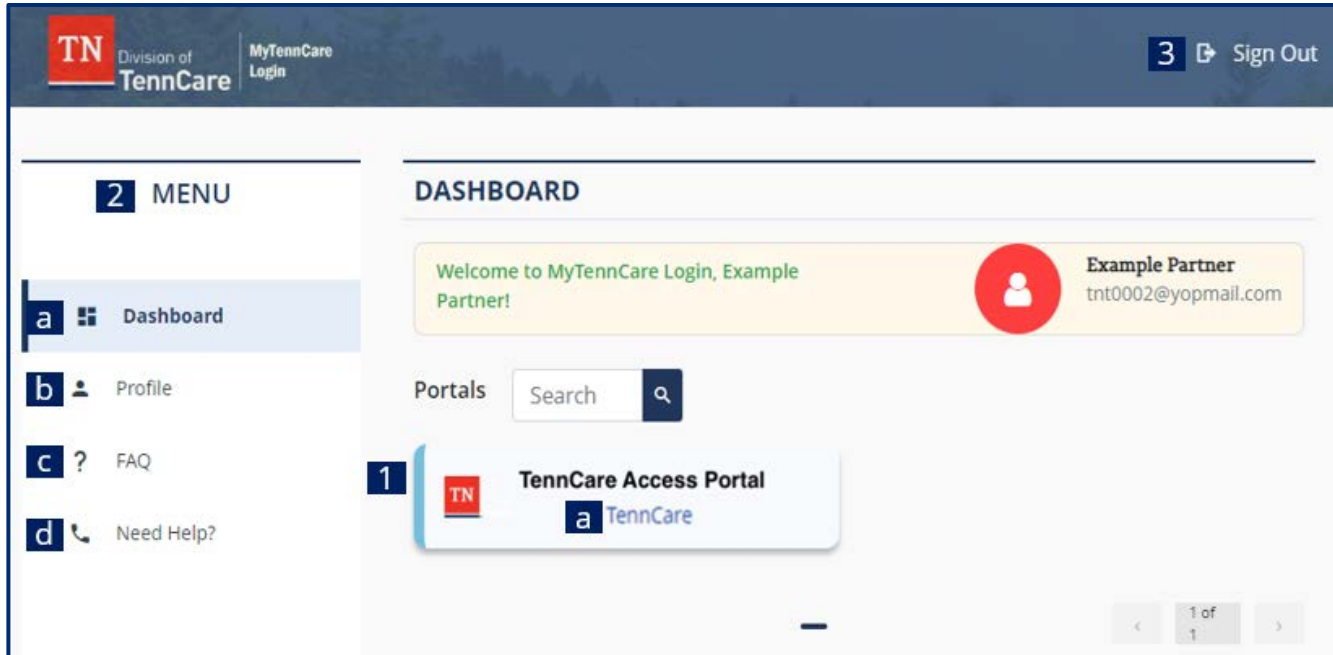 TN
Division of
TennCare
MyTennCare
Login
3 Sign Out
2 MENU
a Dashboard
b Profile
c ? FAQ
d Need Help?
DASHBOARD
Welcome to MyTennCare Login, Example
Partner!
Example Partner
tnt0002@yopmail.com
Portals
Search
1
TN
TennCare Access Portal
a TennCare
< 1 of
1 >